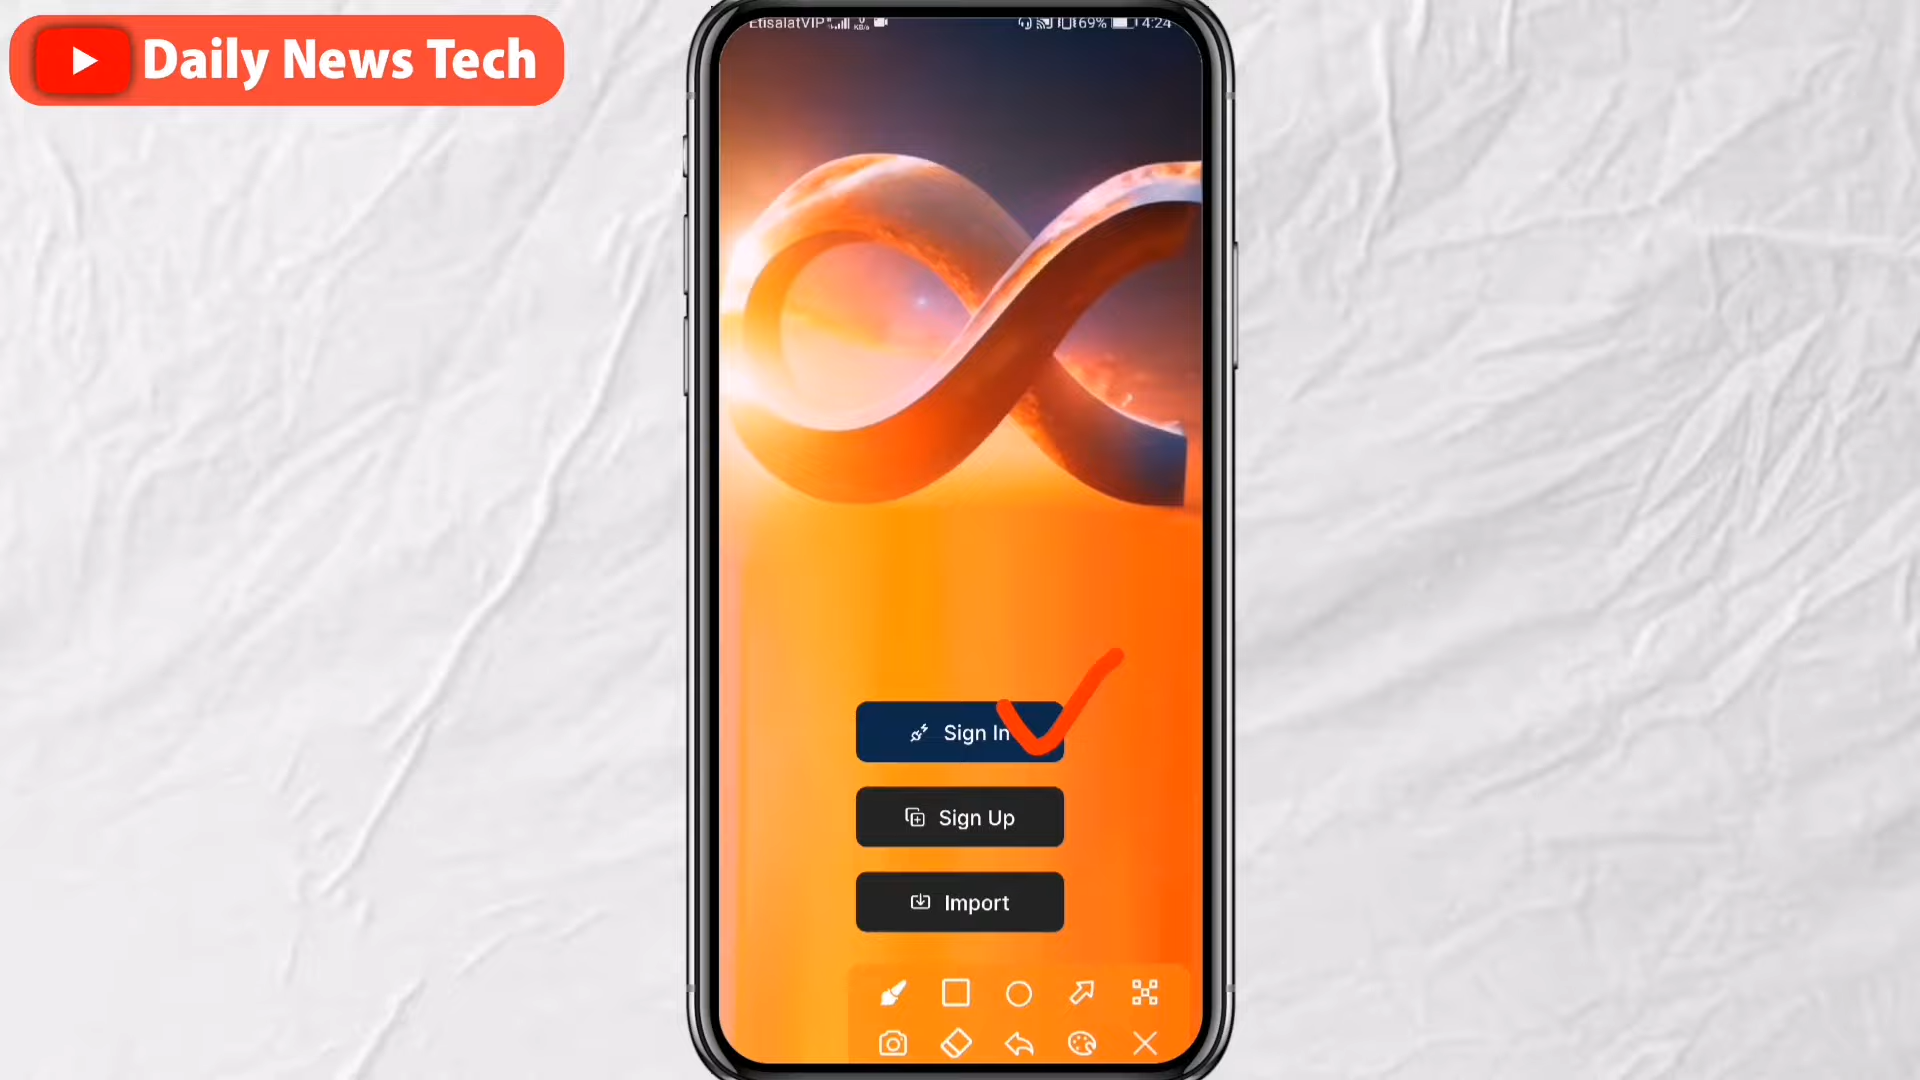 Daily News Tech
EtisalatVIP
69% 4:24
Sign In
Sign Up
Import